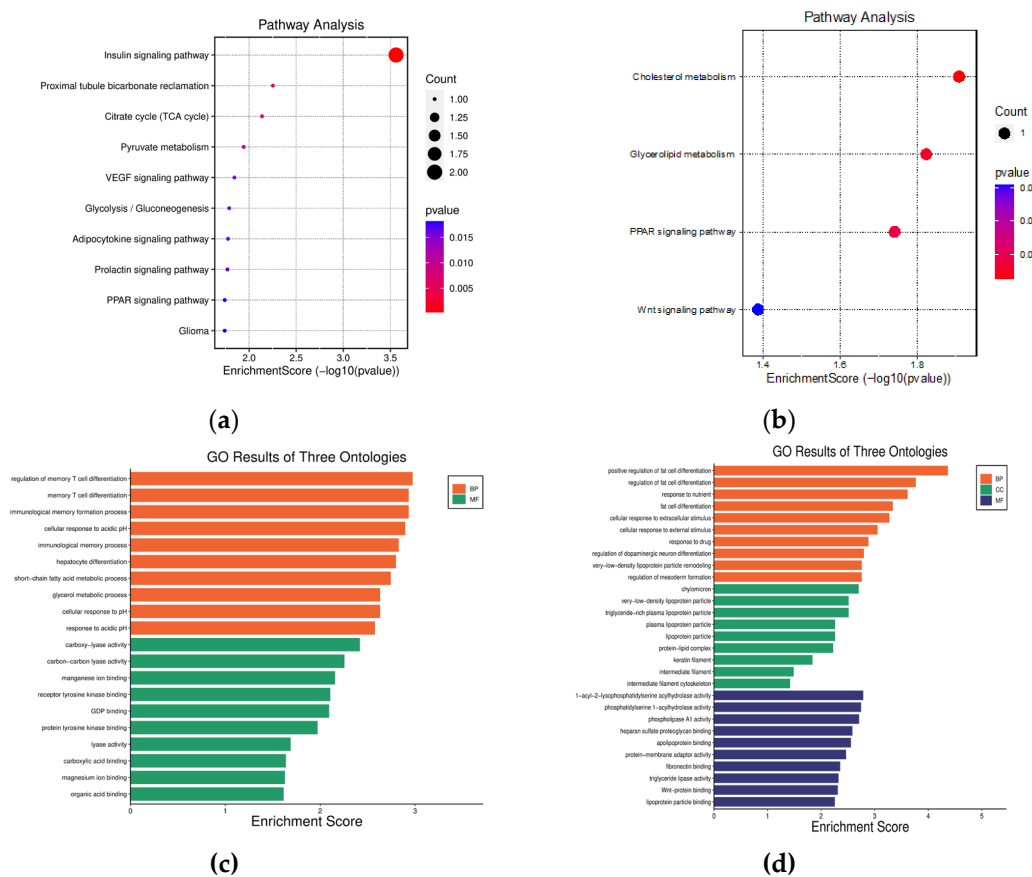 Pathway Analysis
Insulin signaling pathway
Proximal tubule bicarbonate reclamation
Citrate cycle (TCA cycle)
Pyruvate metabolism
VEGF signaling pathway
Glycolysis / Gluconeogenesis
Adipocytokine signaling pathway
Prolactin signaling pathway
PPAR signaling pathway
Glioma
2.0 2.5 3.0 3.5
EnrichmentScore (−log10(pvalue))
Count
1.00
1.25
1.50
1.75
2.00
pvalue
0.015
0.010
0.005
(a)
Pathway Analysis
Cholesterol metabolism
Glycerolipid metabolism
PPAR signaling pathway
Wnt signaling pathway
1.4 1.6 1.8
EnrichmentScore (−log10(pvalue))
Count
1
pvalue
0.0
0.0
0.0
(b)
GO Results of Three Ontologies
regulation of memory T cell differentiation
memory T cell differentiation
immunological memory formation process
cellular response to acidic pH
immunological memory process
hepatocyte differentiation
short−chain fatty acid metabolic process
glycerol metabolic process
cellular response to pH
response to acidic pH
carboxy−lyase activity
carbon−carbon lyase activity
manganese ion binding
receptor tyrosine kinase binding
GDP binding
protein tyrosine kinase binding
lyase activity
carboxylic acid binding
magnesium ion binding
organic acid binding
0 1 2 3
Enrichment Score
BP
MF
(c)
GO Results of Three Ontologies
positive regulation of fat cell differentiation
regulation of fat cell differentiation
response to nutrient
fat cell differentiation
cellular response to extracellular stimulus
cellular response to external stimulus
response to drug
regulation of dopaminergic neuron differentiation
very−low−density lipoprotein particle remodeling
regulation of mesoderm formation
chylomicron
very−low−density lipoprotein particle
triglyceride−rich plasma lipoprotein particle
plasma lipoprotein particle
lipoprotein particle
protein−lipid complex
keratin filament
intermediate filament
intermediate filament cytoskeleton
1−acyl−2−lysophosphatidylserine acylhydrolase activity
phosphatidylserine 1−acylhydrolase activity
phospholipase A1 activity
heparan sulfate proteoglycan binding
apolipoprotein binding
protein−membrane adaptor activity
fibronectin binding
triglyceride lipase activity
Wnt−protein binding
lipoprotein particle binding
0 1 2 3 4 5
Enrichment Score
BP
CC
MF
(d)